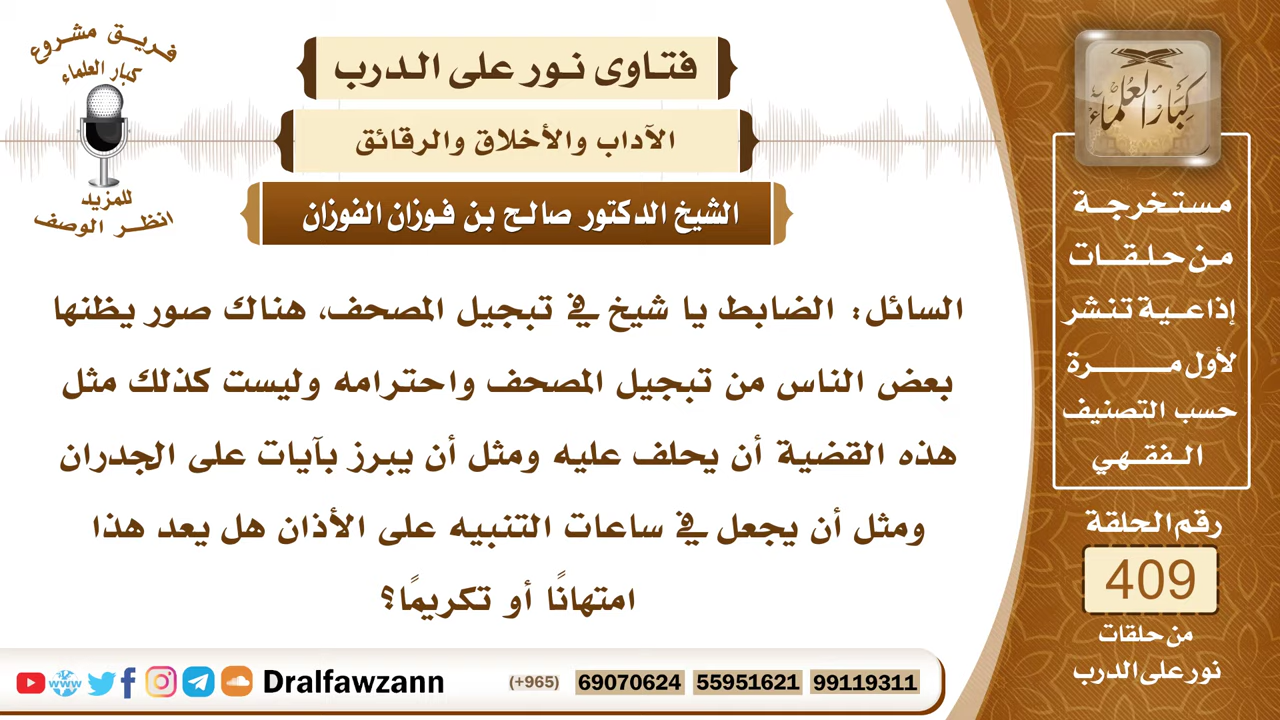 فريق مشروع
كبار العلماء
للمزيد
انظر الوصف
فتاوى نور على الدرب
الآداب والأخلاق والرقائق
الشيخ الدكتور صالح بن فوزان الفوزان
السائل: الضابط يا شيخ في تبجيل المصحف، هناك صور يظنها
بعض الناس من تبجيل المصحف واحترامه وليست كذلك مثل
هذه القضية أن يحلف عليه ومثل أن يبرز بآيات على الجدران
ومثل أن يجعل في ساعات التنبيه على الأذان هل يعد هذا
امتهانًا أو تكريمًا؟
كبار العلماء
مستخرجة
من حلقات
إذاعية تنشر
لأول مرة
حسب التصنيف
الفقهي
رقم الحلقة
409
من حلقات
نور على الدرب
www Dralfawzann (+965) 69070624 55951621 99119311